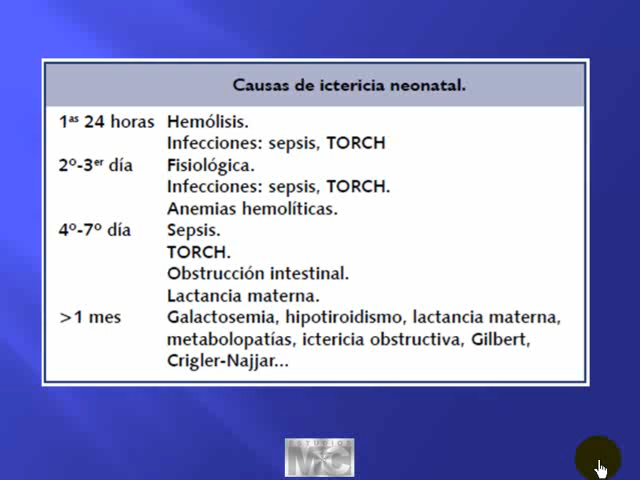 Causas de ictericia neonatal.
1as 24 horas Hemólisis.
Infecciones: sepsis, TORCH
2º-3er día Fisiológica.
Infecciones: sepsis, TORCH.
Anemias hemolíticas.
4º-7º día Sepsis.
TORCH.
Obstrucción intestinal.
Lactancia materna.
>1 mes Galactosemia, hipotiroidismo, lactancia materna,
metabolopatías, ictericia obstructiva, Gilbert,
Crigler-Najjar...
ESTUDIOS
MC